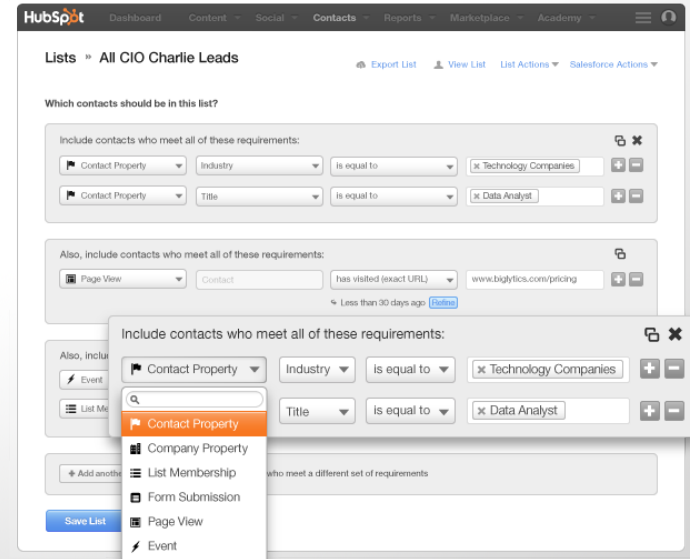 HubSpot Dashboard Content Social Contacts Reports Marketplace Academy
Lists » All CIO Charlie Leads
Export List View List List Actions Salesforce Actions
Which contacts should be in this list?
Include contacts who meet all of these requirements:
Contact Property Industry is equal to × Technology Companies
Contact Property Title is equal to × Data Analyst
Also, include contacts who meet all of these requirements:
Page View Contact has visited (exact URL) www.biglytics.com/pricing
Less than 30 days ago Refine
Include contacts who meet all of these requirements:
Also, inclu
Contact Property Industry is equal to × Technology Companies
Event
List Me
Title is equal to × Data Analyst
Contact Property
Company Property
List Membership
Form Submission
Page View
Event
+ Add anothe who meet a different set of requirements
Save List